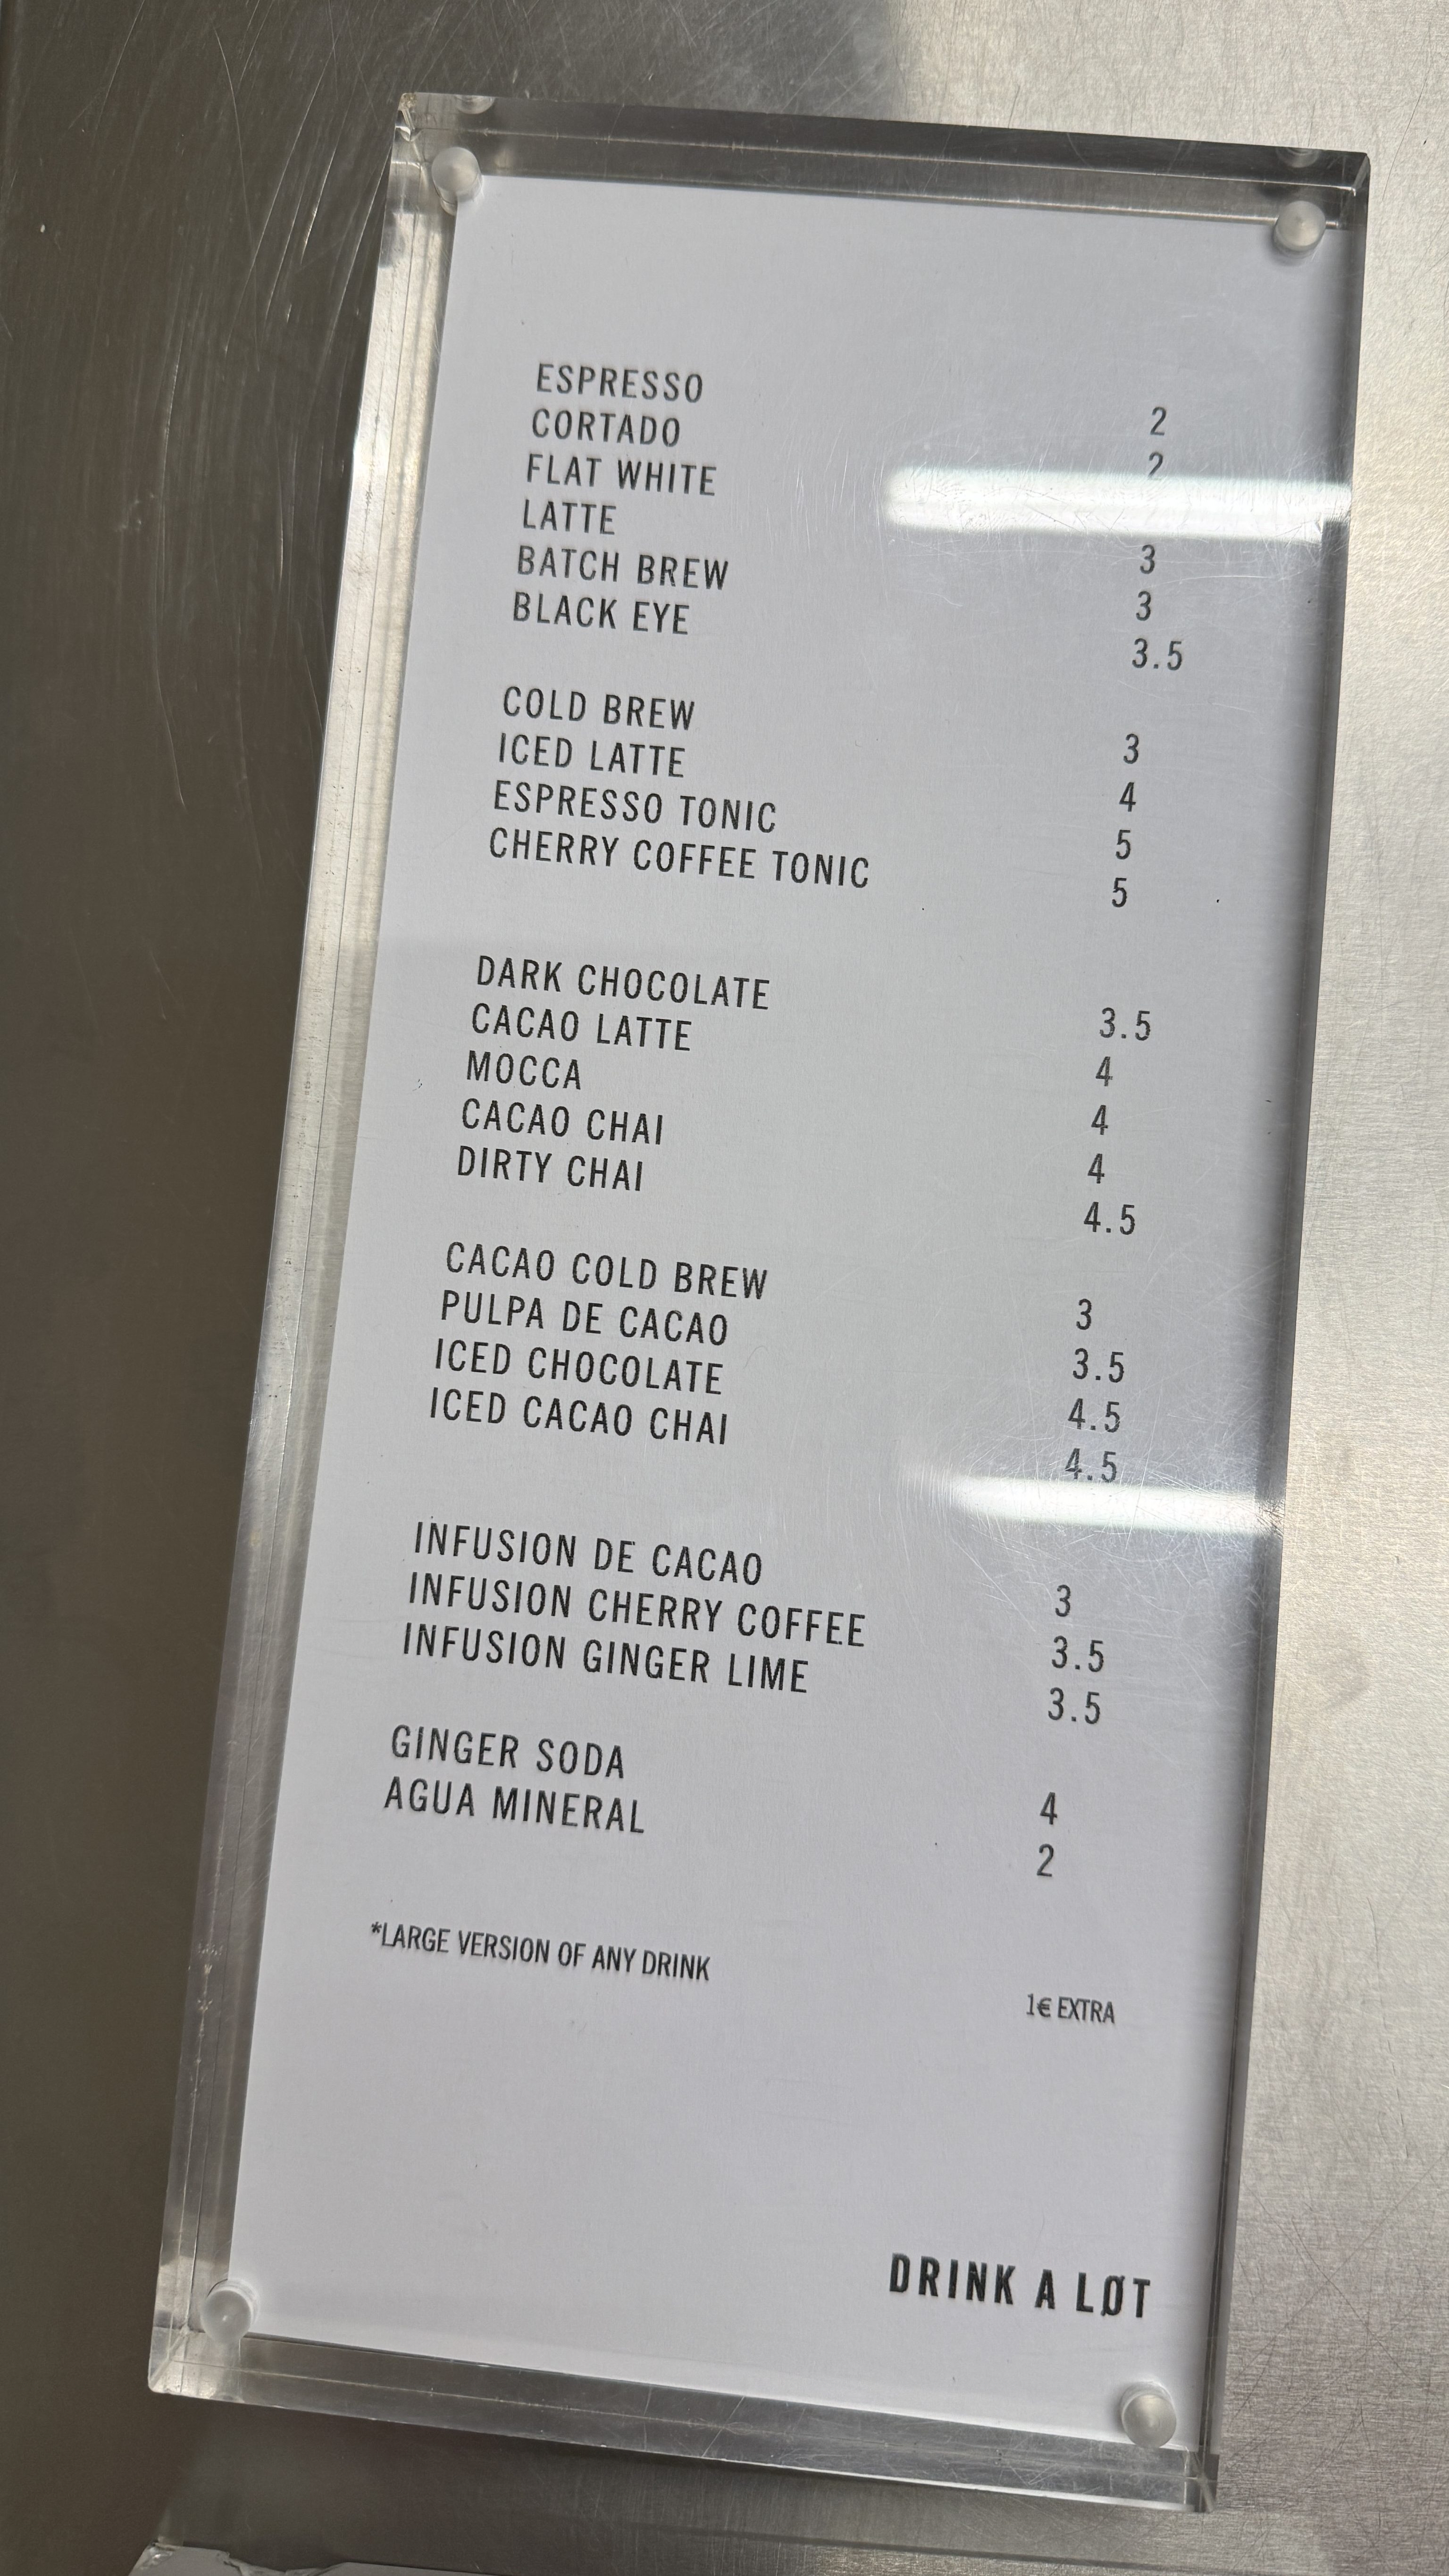 ESPRESSO 2
CORTADO 2
FLAT WHITE
LATTE 3
BATCH BREW 3
BLACK EYE 3.5
COLD BREW 3
ICED LATTE 4
ESPRESSO TONIC 5
CHERRY COFFEE TONIC 5
DARK CHOCOLATE 3.5
CACAO LATTE 4
MOCCA 4
CACAO CHAI 4
DIRTY CHAI 4.5
CACAO COLD BREW 3
PULPA DE CACAO 3.5
ICED CHOCOLATE 4.5
ICED CACAO CHAI 4.5
INFUSION DE CACAO 3
INFUSION CHERRY COFFEE 3.5
INFUSION GINGER LIME 3.5
GINGER SODA 4
AGUA MINERAL 2
*LARGE VERSION OF ANY DRINK 1€ EXTRA
DRINK A LØT